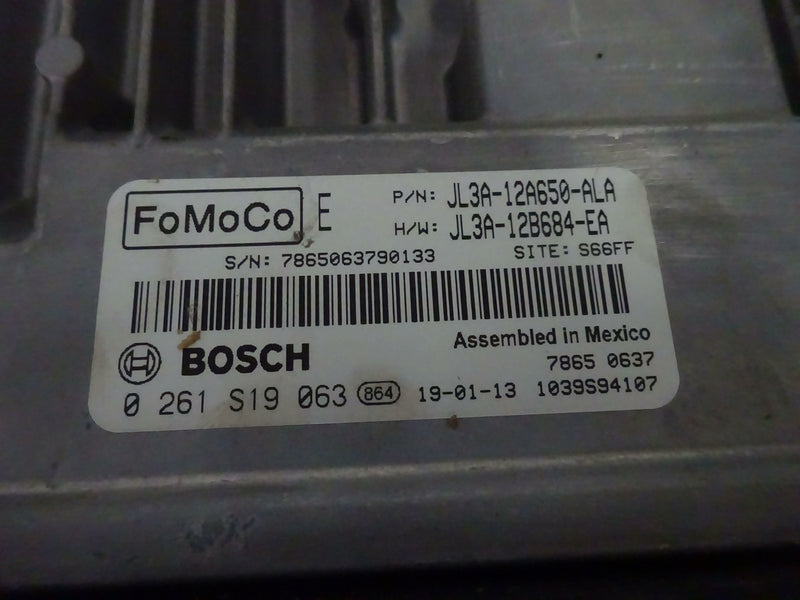 FoMoCo E P/N: JL3A-12A650-ALA
H/W: JL3A-12B684-EA
S/N: 7865063790133 SITE: S66FF
Assembled in Mexico
BOSCH 7865 0637
0 261 S19 063 864 19-01-13 1039S94107